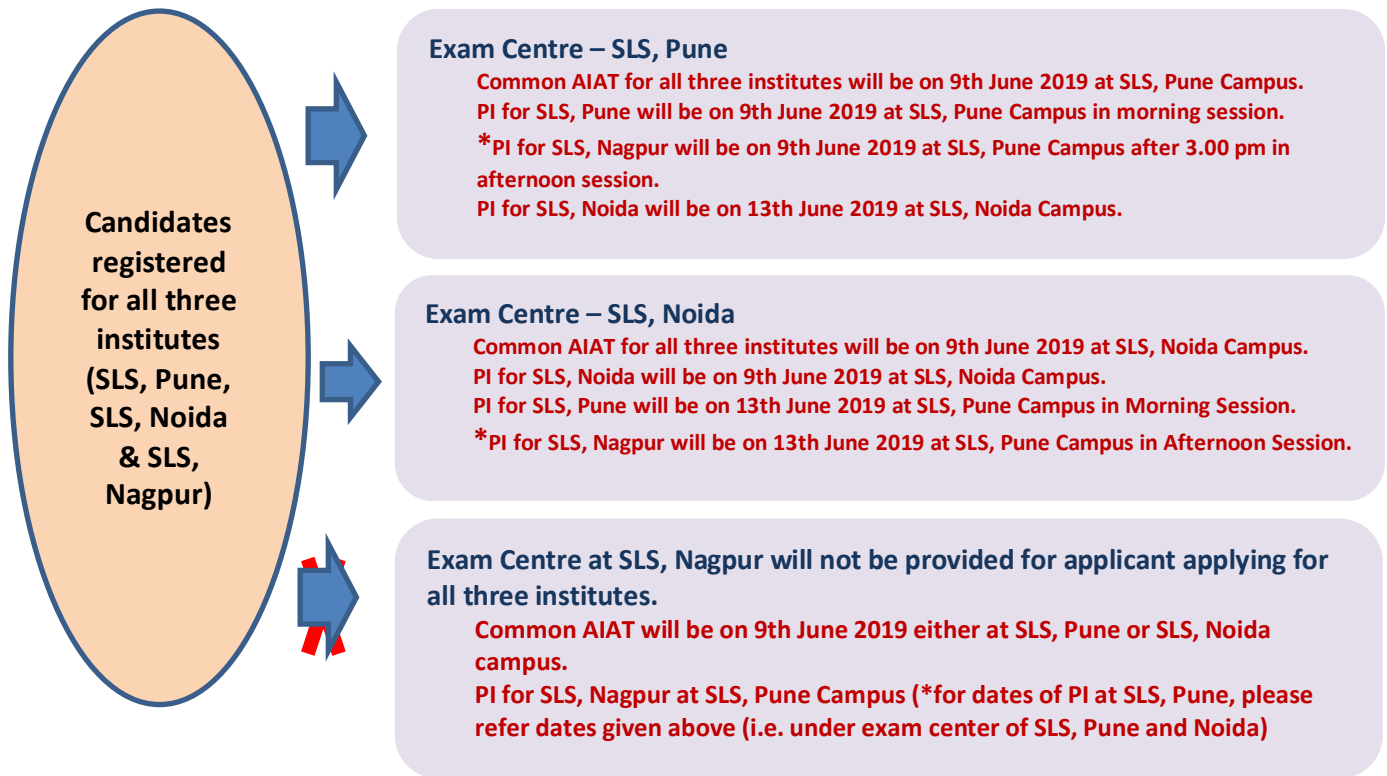 Candidates
registered
for all three
institutes
(SLS, Pune,
SLS, Noida
& SLS,
Nagpur)
Exam Centre – SLS, Pune
Common AIAT for all three institutes will be on 9th June 2019 at SLS, Pune Campus.
PI for SLS, Pune will be on 9th June 2019 at SLS, Pune Campus in morning session.
*PI for SLS, Nagpur will be on 9th June 2019 at SLS, Pune Campus after 3.00 pm in
afternoon session.
PI for SLS, Noida will be on 13th June 2019 at SLS, Noida Campus.
Exam Centre – SLS, Noida
Common AIAT for all three institutes will be on 9th June 2019 at SLS, Noida Campus.
PI for SLS, Noida will be on 9th June 2019 at SLS, Noida Campus.
PI for SLS, Pune will be on 13th June 2019 at SLS, Pune Campus in Morning Session.
*PI for SLS, Nagpur will be on 13th June 2019 at SLS, Pune Campus in Afternoon Session.
Exam Centre at SLS, Nagpur will not be provided for applicant applying for
all three institutes.
Common AIAT will be on 9th June 2019 either at SLS, Pune or SLS, Noida
campus.
PI for SLS, Nagpur at SLS, Pune Campus (*for dates of PI at SLS, Pune, please
refer dates given above (i.e. under exam center of SLS, Pune and Noida)